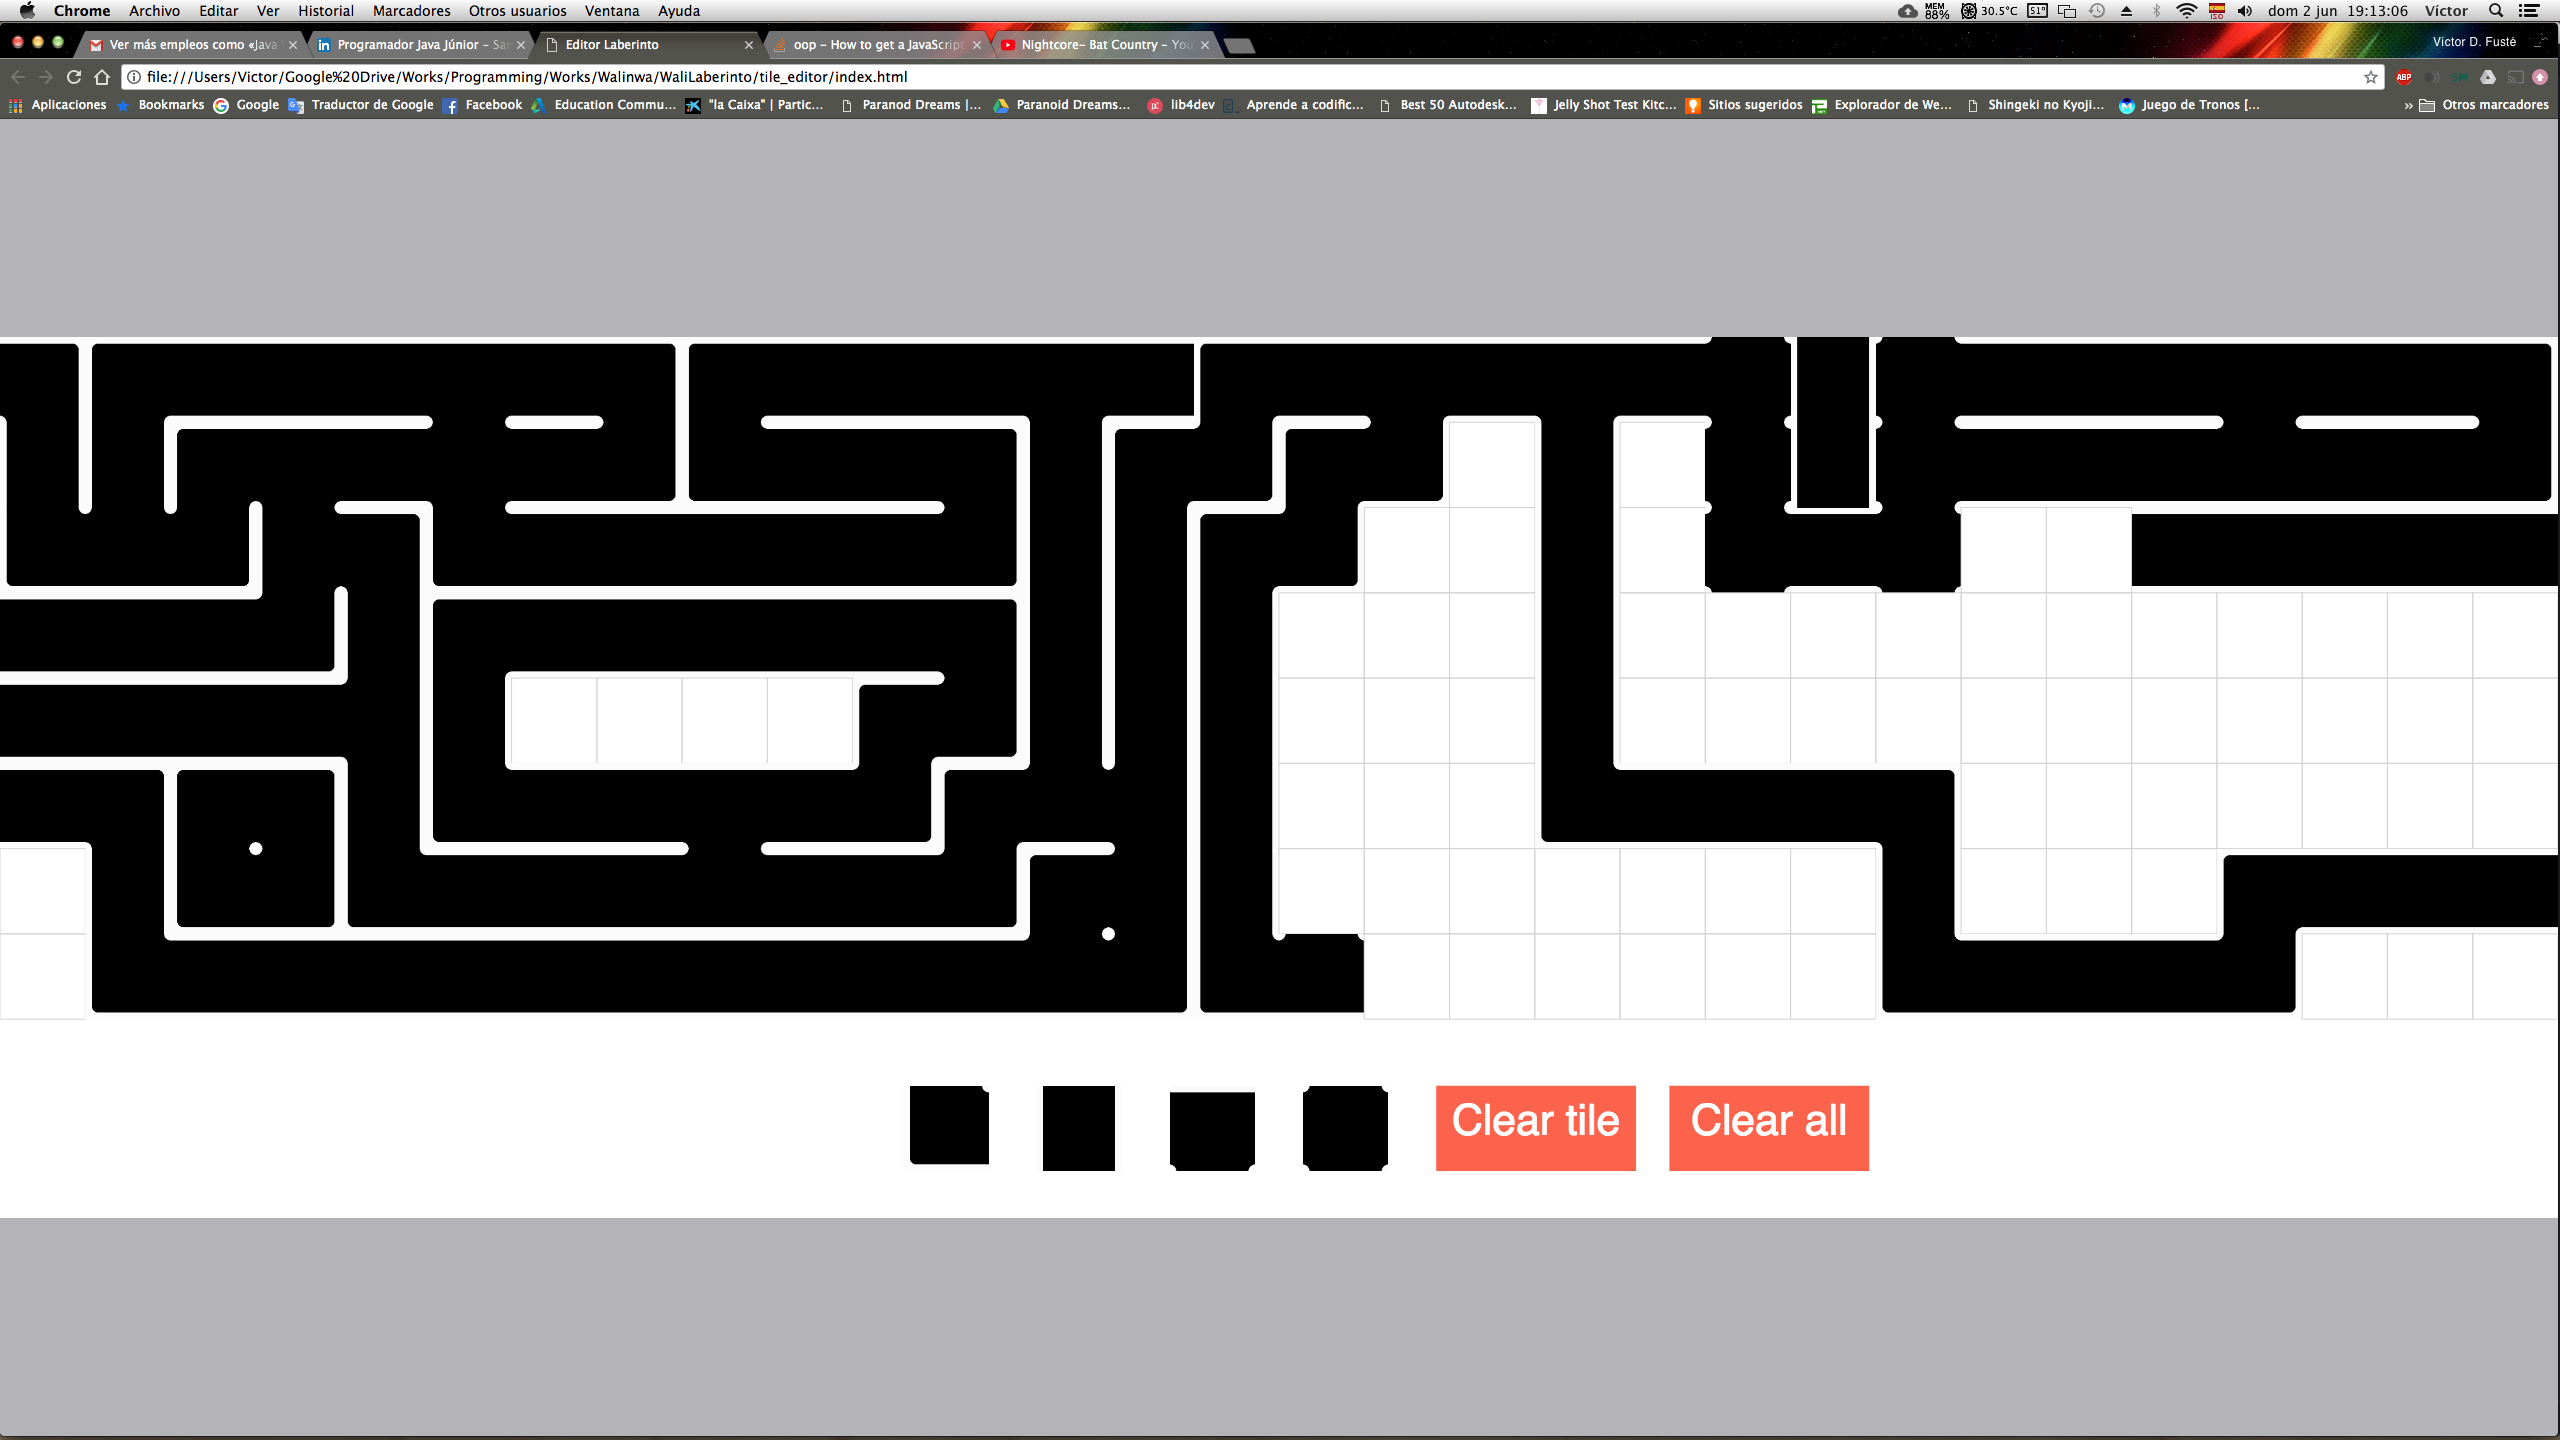 Chrome Archivo Editar Ver Historial Marcadores Otros usuarios Ventana Ayuda MEM 88% 30.5°C 51° ISO dom 2 jun 19:13:06 Víctor
Ver más empleos como «Java Programador Java Júnior – Sa Editor Laberinto oop – How to get a JavaScript Nightcore– Bat Country – You Víctor D. Fusté
file:///Users/Victor/Google%20Drive/Works/Programming/Works/Walinwa/WaliLaberinto/tile_editor/index.html ABP
Aplicaciones Bookmarks Google Traductor de Google Facebook Education Commu... "la Caixa" | Partic... Paranod Dreams |... Paranoid Dreams... lib4dev Aprende a codific... Best 50 Autodesk... Jelly Shot Test Kitc... Sitios sugeridos Explorador de We... Shingeki no Kyoji... Juego de Tronos [... » Otros marcadores
Clear tile Clear all